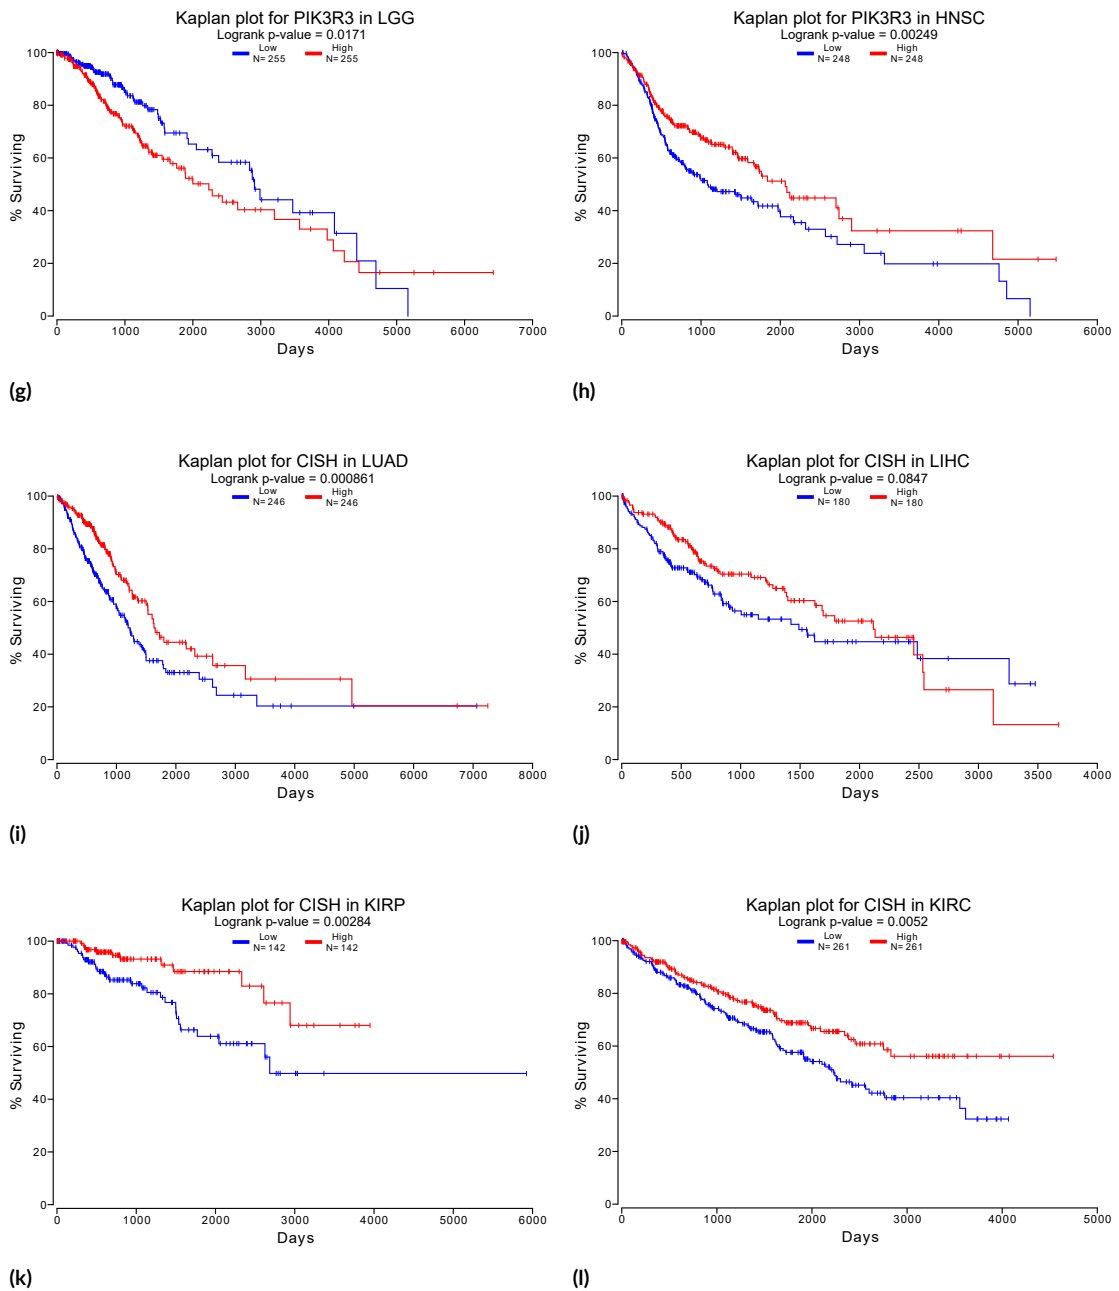 Kaplan plot for PIK3R3 in LGG
Logrank p-value = 0.0171
Low High
N= 255 N= 255
100
80
60
40
20
0
% Surviving
0 1000 2000 3000 4000 5000 6000 7000
Days
(g)
Kaplan plot for PIK3R3 in HNSC
Logrank p-value = 0.00249
Low High
N= 248 N= 248
100
80
60
40
20
0
% Surviving
0 1000 2000 3000 4000 5000 6000
Days
(h)
Kaplan plot for CISH in LUAD
Logrank p-value = 0.000861
Low High
N= 246 N= 246
100
80
60
40
20
0
% Surviving
0 1000 2000 3000 4000 5000 6000 7000 8000
Days
(i)
Kaplan plot for CISH in LIHC
Logrank p-value = 0.0847
Low High
N= 180 N= 180
100
80
60
40
20
0
% Surviving
0 500 1000 1500 2000 2500 3000 3500 4000
Days
(j)
Kaplan plot for CISH in KIRP
Logrank p-value = 0.00284
Low High
N= 142 N= 142
100
80
60
40
20
0
% Surviving
0 1000 2000 3000 4000 5000 6000
Days
(k)
Kaplan plot for CISH in KIRC
Logrank p-value = 0.0052
Low High
N= 261 N= 261
100
80
60
40
20
0
% Surviving
0 1000 2000 3000 4000 5000
Days
(l)